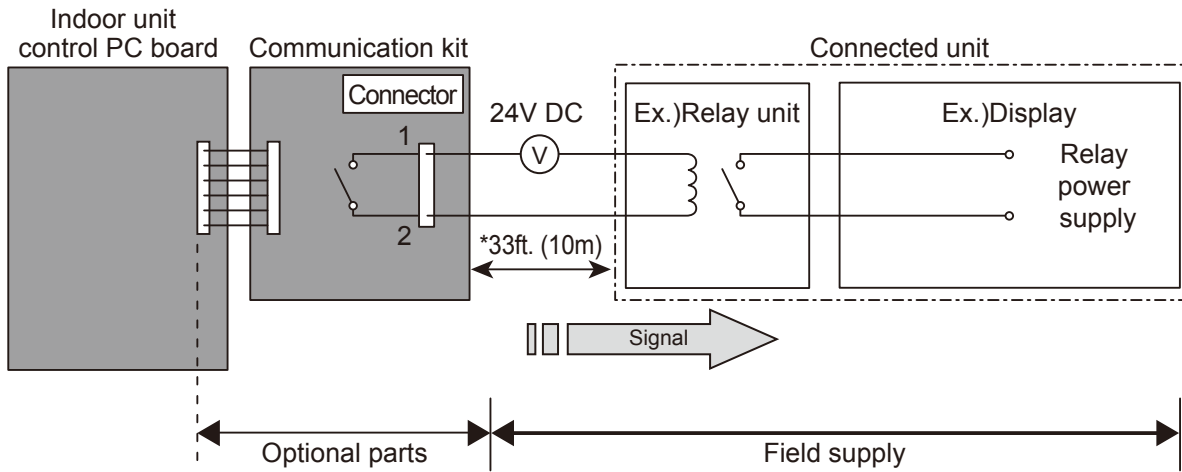 Indoor unit
control PC board
Communication kit
Connected unit
Connector
24V DC
Ex.)Relay unit
Ex.)Display
1
V
Relay
power
supply
2
*33ft. (10m)
Signal
Optional parts
Field supply